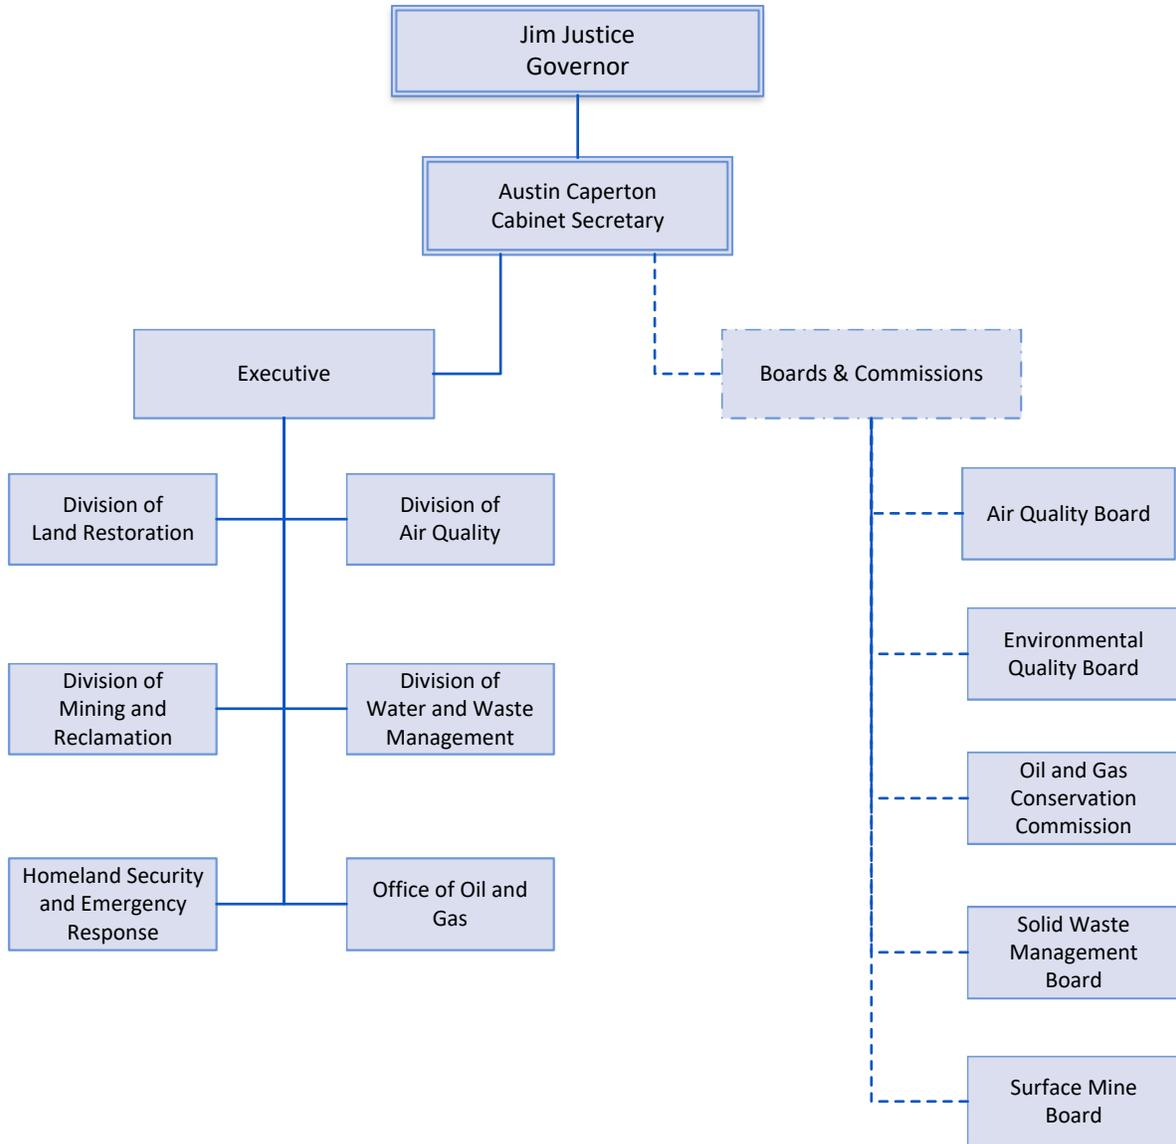 Jim Justice
Governor
Austin Caperton
Cabinet Secretary
Executive
Boards & Commissions
Division of
Land Restoration
Division of
Air Quality
Air Quality Board
Environmental
Quality Board
Division of
Mining and
Reclamation
Division of
Water and Waste
Management
Oil and Gas
Conservation
Commission
Homeland Security
and Emergency
Response
Office of Oil and
Gas
Solid Waste
Management
Board
Surface Mine
Board